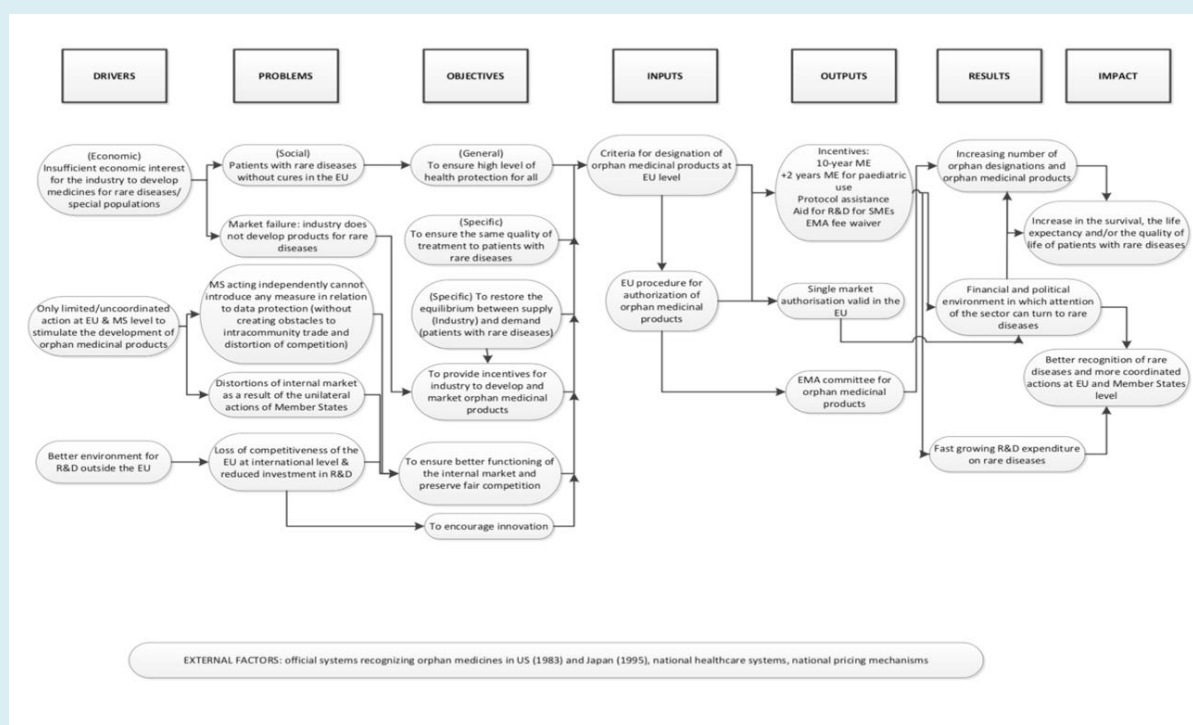 DRIVERS
PROBLEMS
OBJECTIVES
INPUTS
OUTPUTS
RESULTS
IMPACT
(Economic)
Insufficient economic interest
for the industry to develop
medicines for rare diseases/
special populations
Only limited/uncoordinated
action at EU & MS level to
stimulate the development of
orphan medicinal products
Better environment for
R&D outside the EU
(Social)
Patients with rare diseases
without cures in the EU
Market failure: industry does
not develop products for rare
diseases
MS acting independently cannot
introduce any measure in relation
to data protection (without
creating obstacles to
intracommunity trade and
distortion of competition)
Distortions of internal market
as a result of the unilateral
actions of Member States
Loss of competitiveness of the
EU at international level &
reduced investment in R&D
(General)
To ensure high level of
health protection for all
(Specific)
To ensure the same quality of
treatment to patients with
rare diseases
(Specific) To restore the
equilibrium between supply
(Industry) and demand
(patients with rare diseases)
To provide incentives for
industry to develop and
market orphan medicinal
products
To ensure better functioning of
the internal market and
preserve fair competition
To encourage innovation
Criteria for designation of
orphan medicinal products at
EU level
EU procedure for
authorization of
orphan medicinal
products
Incentives:
10-year ME
+2 years ME for paediatric
use
Protocol assistance
Aid for R&D for SMEs
EMA fee waiver
Single market
authorisation valid in the
EU
EMA committee for
orphan medicinal
products
Increasing number of
orphan designations and
orphan medicinal products
Financial and political
environment in which attention
of the sector can turn to rare
diseases
Fast growing R&D expenditure
on rare diseases
Increase in the survival, the life
expectancy and/or the quality of
life of patients with rare diseases
Better recognition of rare
diseases and more coordinated
actions at EU and Member States
level
EXTERNAL FACTORS: official systems recognizing orphan medicines in US (1983) and Japan (1995), national healthcare systems, national pricing mechanisms